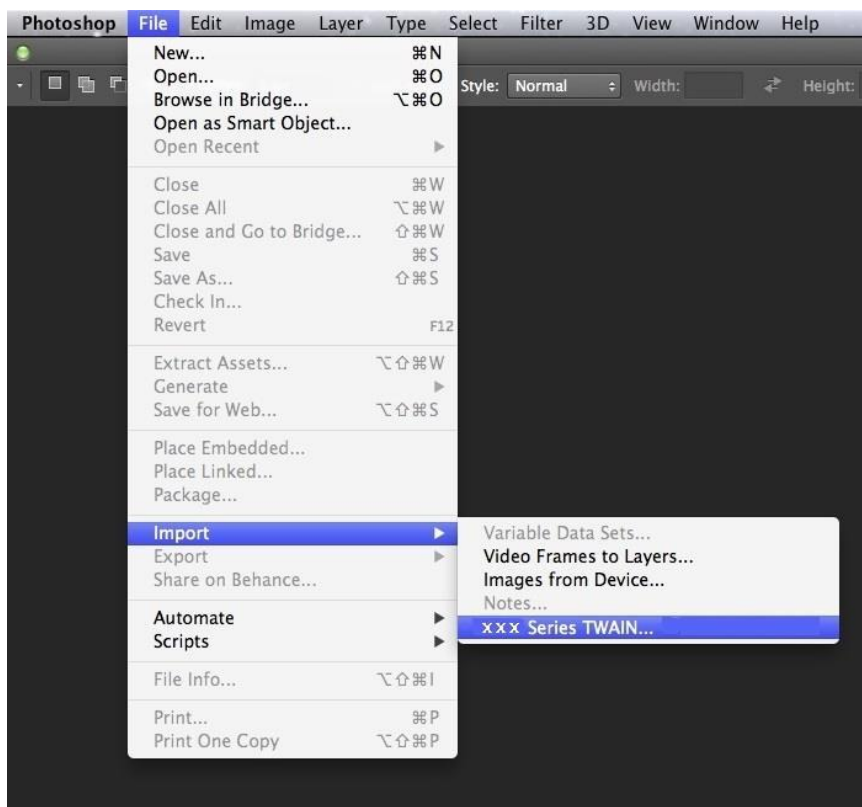 Photoshop File Edit Image Layer Type Select Filter 3D View Window Help
Style: Normal Width: Height:
New... ⌘N
Open... ⌘O
Browse in Bridge... ⌥⌘O
Open as Smart Object...
Open Recent
Close ⌘W
Close All ⌥⌘W
Close and Go to Bridge... ⇧⌘W
Save ⌘S
Save As... ⇧⌘S
Check In...
Revert F12
Extract Assets... ⌥⇧⌘W
Generate
Save for Web... ⌥⇧⌘S
Place Embedded...
Place Linked...
Package...
Import
Export
Share on Behance...
Automate
Scripts
File Info... ⌥⇧⌘I
Print... ⌘P
Print One Copy ⌥⇧⌘P
Variable Data Sets...
Video Frames to Layers...
Images from Device...
Notes...
xxx Series TWAIN...